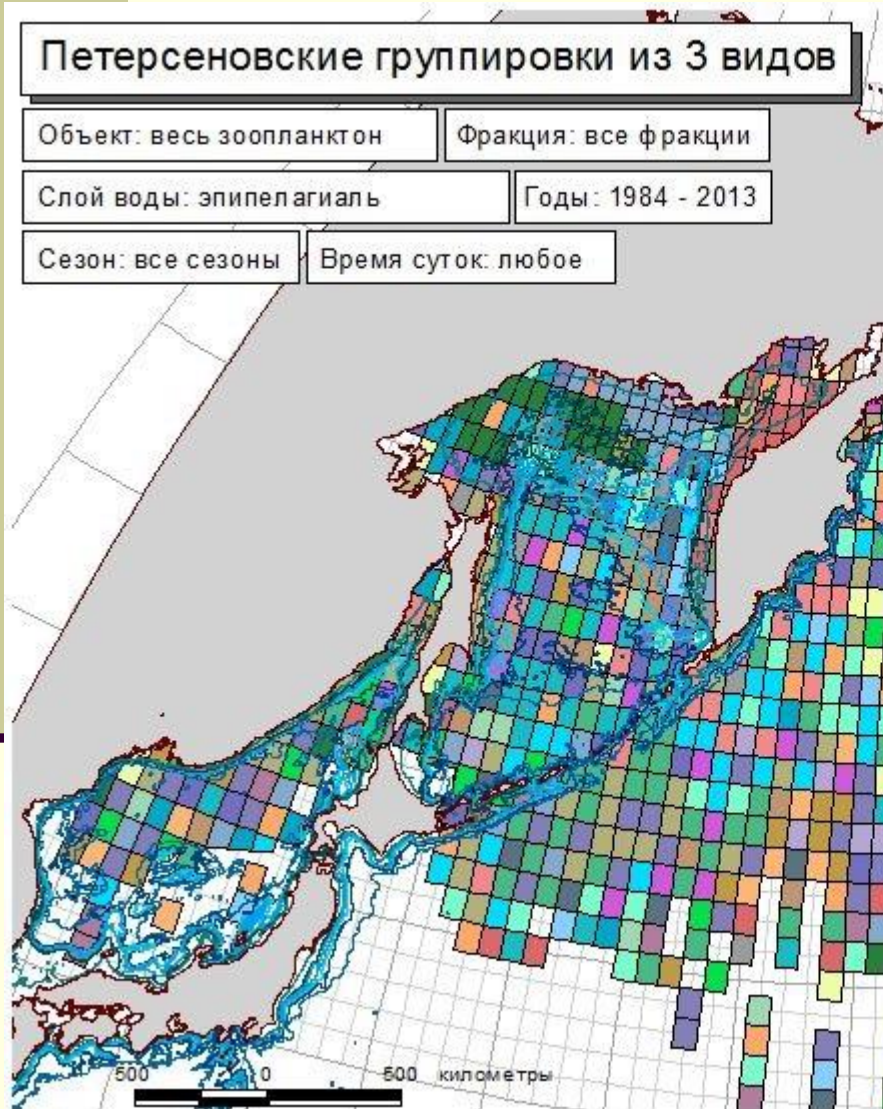 Петерсеновские группировки из 3 видов
Объект: весь зоопланктон
Фракция: все фракции
Слой воды: эпипелагиаль
Годы: 1984 - 2013
Сезон: все сезоны
Время суток: любое
500 0 500 километры